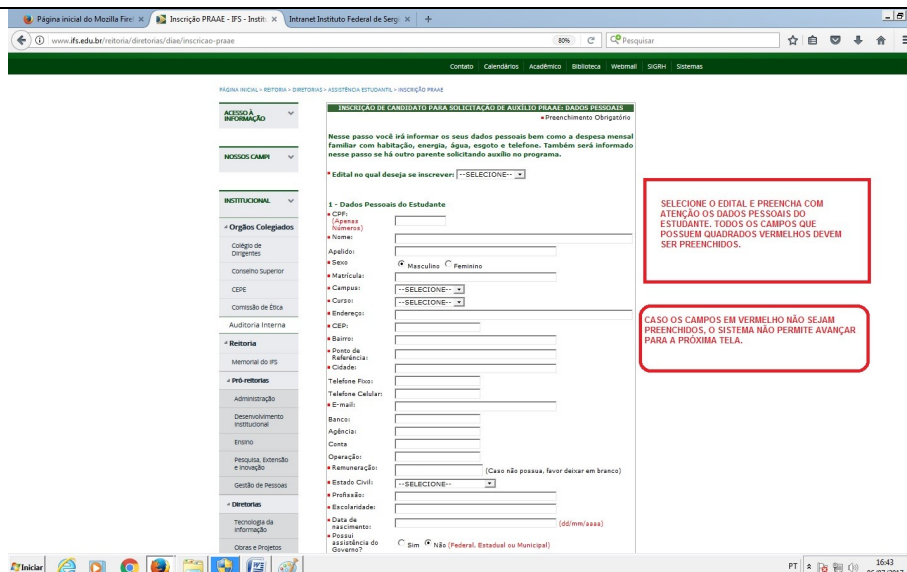 Página inicial do Mozilla Firef
Inscrição PRAAE - IFS - Institu
Intranet Instituto Federal de Sergi
www.ifs.edu.br/reitoria/diretorias/diae/inscricao-praae
80%
Pesquisar
Contato Calendários Acadêmico Biblioteca Webmail SIGRH Sistemas
PÁGINA INICIAL > REITORIA > DIRETORIAS > ASSISTÊNCIA ESTUDANTIL > INSCRIÇÃO PRAAE
ACESSO À
INFORMAÇÃO
NOSSOS CAMPI
INSTITUCIONAL
Orgãos Colegiados
Colégio de
Dirigentes
Conselho Superior
CEPE
Comissão de Ética
Auditoria Interna
Reitoria
Memorial do IFS
Pró-reitorias
Administração
Desenvolvimento
Institucional
Ensino
Pesquisa, Extensão
e Inovação
Gestão de Pessoas
Diretorias
Tecnologia da
Informação
Obras e Projetos
INSCRIÇÃO DE CANDIDATO PARA SOLICITAÇÃO DE AUXÍLIO PRAAE: DADOS PESSOAIS
Preenchimento Obrigatório
Nesse passo você irá informar os seus dados pessoais bem como a despesa mensal
familiar com habitação, energia, água, esgoto e telefone. Também será informado
nesse passo se há outro parente solicitando auxílio no programa.
Edital no qual deseja se inscrever: --SELECIONE--
1 - Dados Pessoais do Estudante
CPF:
(Apenas
Números)
Nome:
Apelido:
Sexo Masculino Feminino
Matrícula:
Campus: --SELECIONE--
Curso: --SELECIONE--
Endereço:
CEP:
Bairro:
Ponto de
Referência:
Cidade:
Telefone Fixo:
Telefone Celular:
E-mail:
Banco:
Agência:
Conta
Operação:
Remuneração: (Caso não possua, favor deixar em branco)
Estado Civil: --SELECIONE--
Profissão:
Escolaridade:
Data de
nascimento: (dd/mm/aaaa)
Possui
assistência do
Governo? Sim Não (Federal, Estadual ou Municipal)
SELECIONE O EDITAL E PREENCHA COM
ATENÇÃO OS DADOS PESSOAIS DO
ESTUDANTE. TODOS OS CAMPOS QUE
POSSUEM QUADRADOS VERMELHOS DEVEM
SER PREENCHIDOS.
CASO OS CAMPOS EM VERMELHO NÃO SEJAM
PREENCHIDOS, O SISTEMA NÃO PERMITE AVANÇAR
PARA A PRÓXIMA TELA.
Iniciar
PT
16:43
06/07/2017